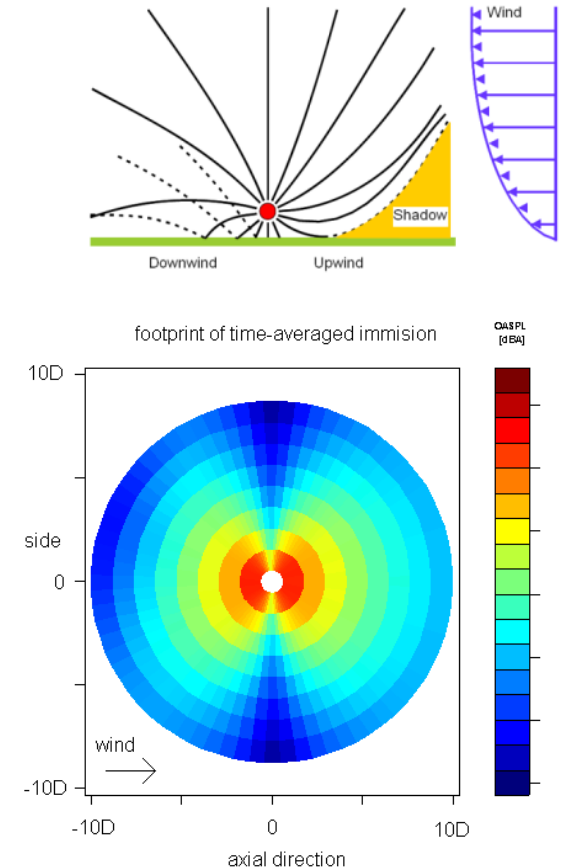 Wind
Shadow
Downwind
Upwind
footprint of time-averaged immision
OASPL
[dBA]
10D
side
0
wind
-10D
-10D
0
10D
axial direction